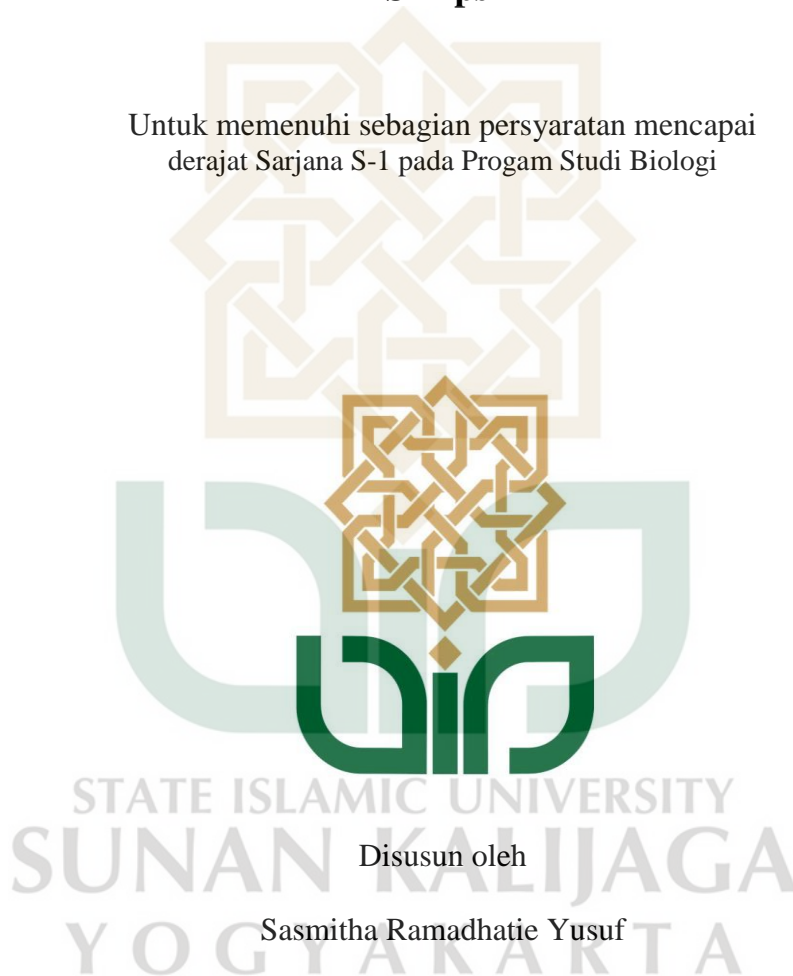 Untuk memenuhi sebagian persyaratan mencapai
derajat Sarjana S-1 pada Progam Studi Biologi
STATE ISLAMIC UNIVERSITY
SUNAN KALIJAGA
Disusun oleh
YOGYAKARTA
Sasmitha Ramadhatie Yusuf